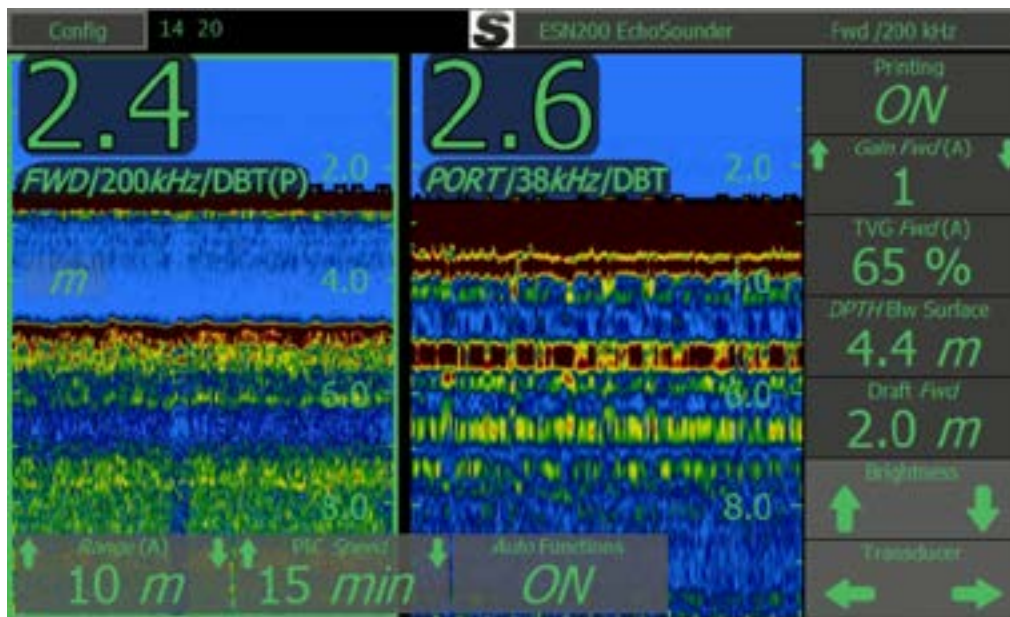 Config
14 20
S
ESN200 EchoSounder
Fwd /200 kHz
2.4
FWD/200kHz/DBT(P)
m
2.0
4.0
6.0
8.0
2.6
PORT/38kHz/DBT
2.0
4.0
6.0
8.0
Printing
ON
Gain Fwd (A)
1
TVG Fwd (A)
65 %
DPTH Blw Surface
4.4 m
Draft Fwd
2.0 m
Brightness
Transducer
Range (A)
10 m
PIC Speed
15 min
Auto Functions
ON